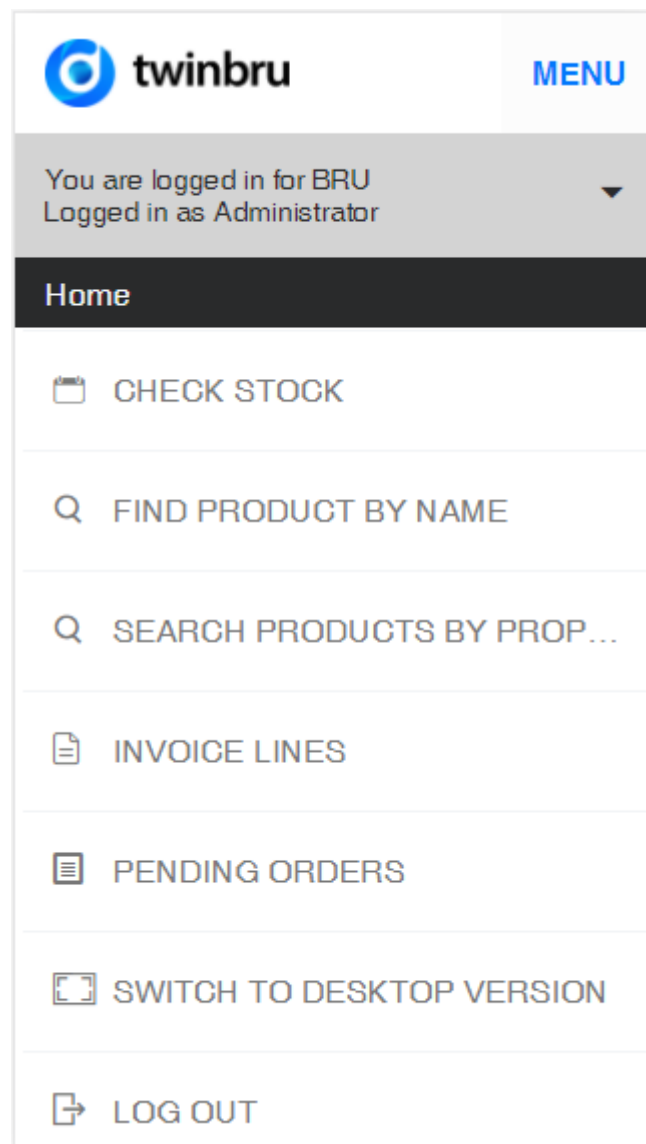 twinbru
MENU
You are logged in for BRU
Logged in as Administrator
Home
CHECK STOCK
FIND PRODUCT BY NAME
SEARCH PRODUCTS BY PROP...
INVOICE LINES
PENDING ORDERS
SWITCH TO DESKTOP VERSION
LOG OUT